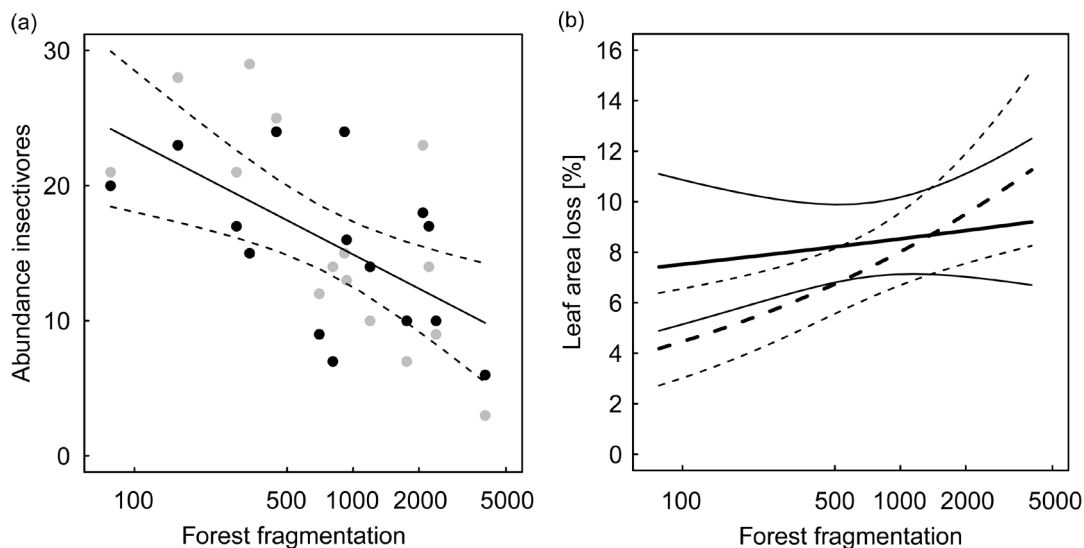 (a)
30
20
10
0
Abundance insectivores
100 500 1000 2000 5000
Forest fragmentation
(b)
16
14
12
10
8
6
4
2
0
Leaf area loss [%]
100 500 1000 2000 5000
Forest fragmentation